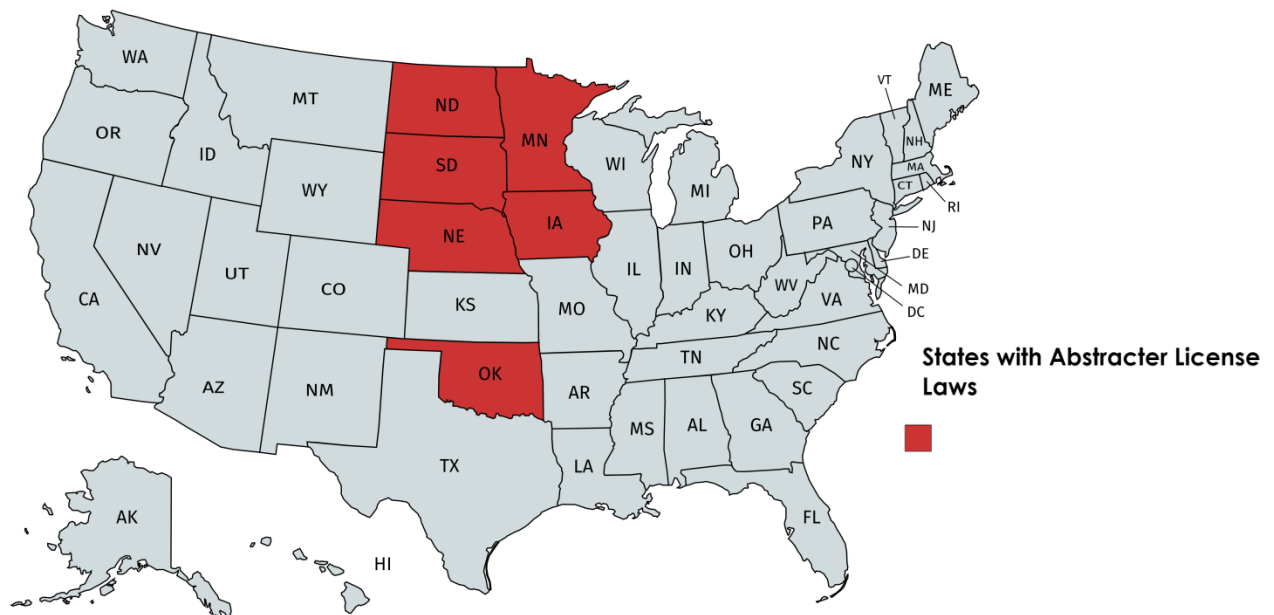 WA
MT
ND
MN
OR
ID
SD
WI
WY
MI
NY
VT
NH
ME
MA
CT
RI
IA
NE
NV
UT
CO
CA
IL
IN
OH
PA
NJ
DE
MD
DC
KS
MO
WV
VA
KY
NC
TN
AZ
NM
OK
AR
SC
MS
AL
GA
TX
LA
FL
AK
HI
States with Abstracter License
Laws